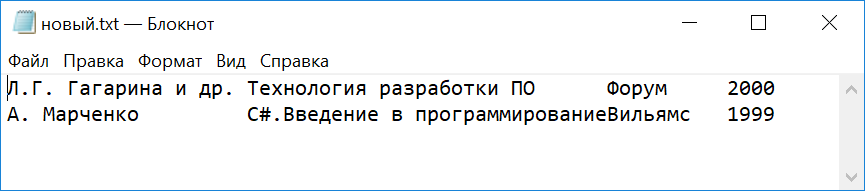 новый.txt — Блокнот
Файл Правка Формат Вид Справка
Л.Г. Гагарина и др. Технология разработки ПО      Форум     2000
А. Марченко         C#.Введение в программированиеВильямс   1999